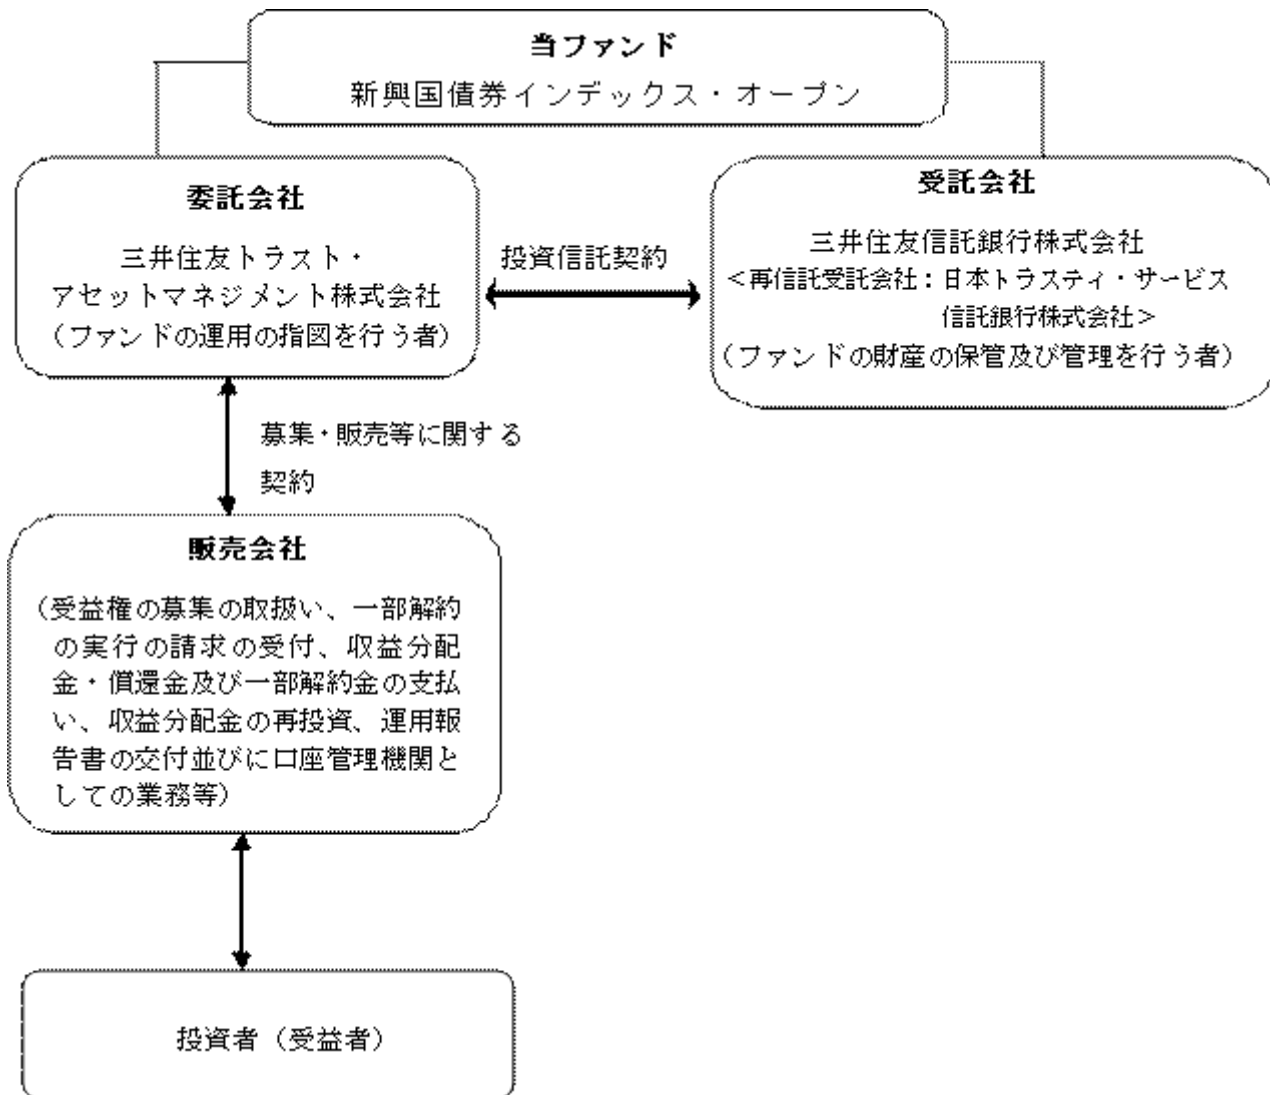 当ファンド
新興国債券インデックス・オープン
委託会社
三井住友トラスト・
アセットマネジメント株式会社
（ファンドの運用の指図を行う者）
投資信託契約
受託会社
三井住友信託銀行株式会社
＜再信託受託会社：日本トラスティ・サービス
信託銀行株式会社＞
（ファンドの財産の保管及び管理を行う者）
募集・販売等に関する
契約
販売会社
（受益権の募集の取扱い、一部解約
の実行の請求の受付、収益分配
金・償還金及び一部解約金の支払
い、収益分配金の再投資、運用報
告書の交付並びに口座管理機関と
しての業務等）
投資者（受益者）